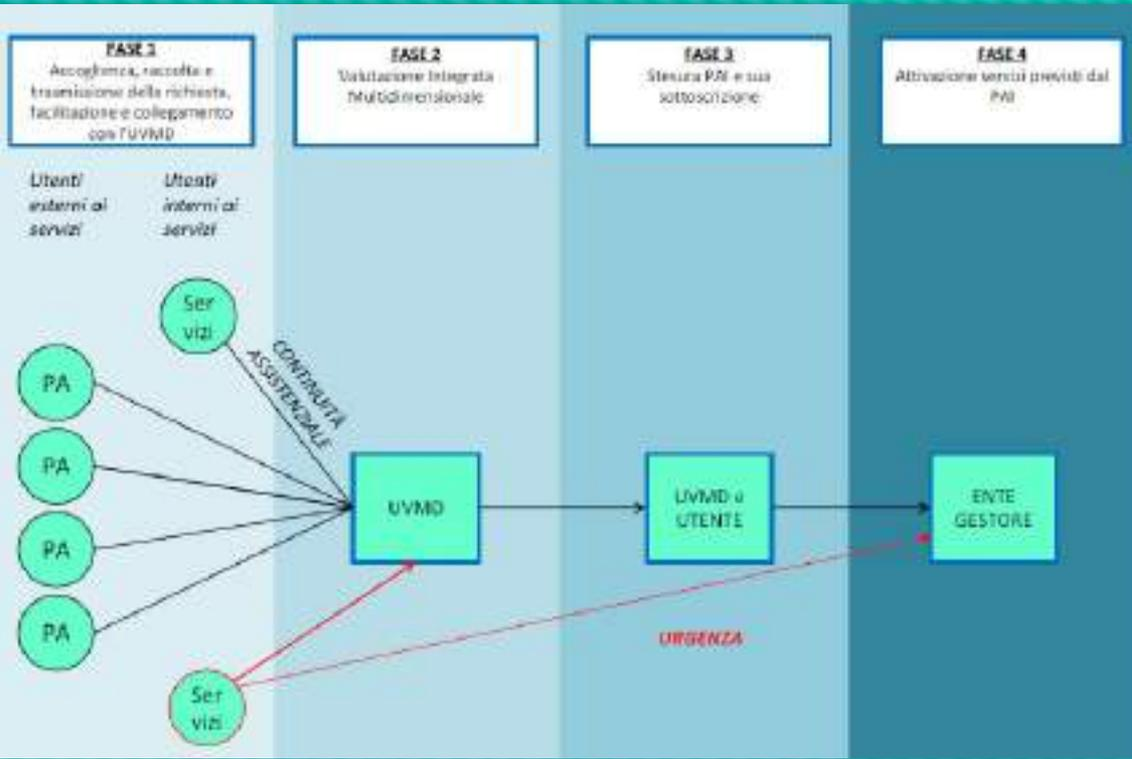 FASE 1
Accoglienza, raccolta e
trasmissione della richiesta,
facilitazione e collegamento
con l'UVMD
FASE 2
Valutazione Integrata
Multidimensionale
FASE 3
Stesura PAI e sua
sottoscrizione
FASE 4
Attivazione servizi previsti dal
PAI
Utenti
esterni ai
servizi
Utenti
interni ai
servizi
Ser
vizi
CONTINUITÀ
ASSISTENZIALE
PA
PA
PA
PA
UVMD
UVMD e
UTENTE
ENTE
GESTORE
URGENZA
Ser
vizi